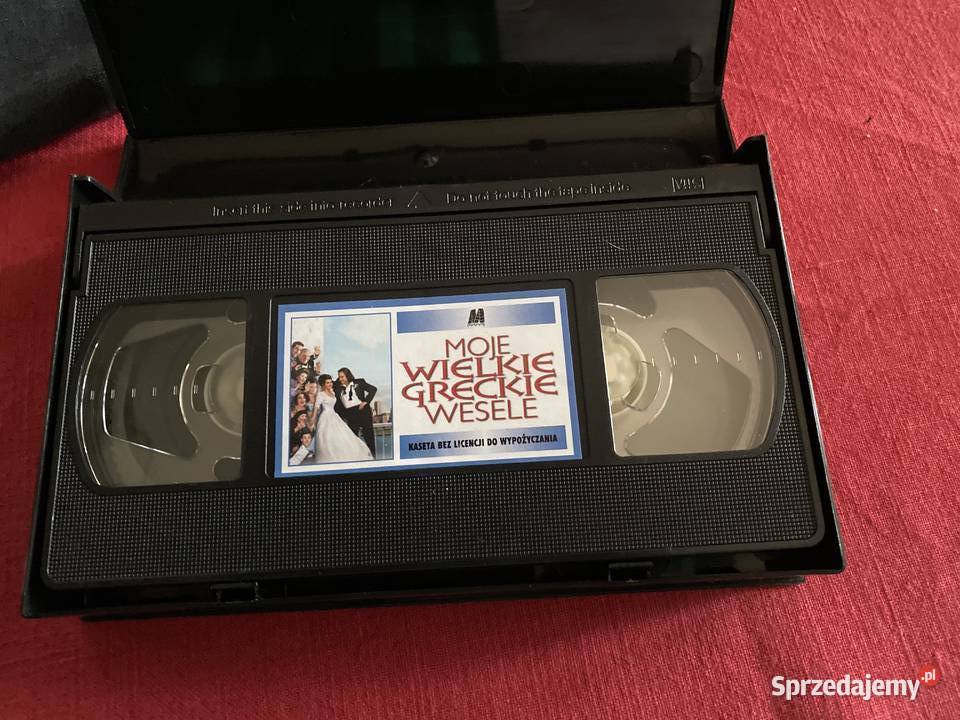 Insert this side into recorder Do not touch the tape inside VHS
MOJE
WIELKIE
GRECKIE
WESELE
KASETA BEZ LICENCJI DO WYPOŻYCZANIA
Sprzedajemy.pl